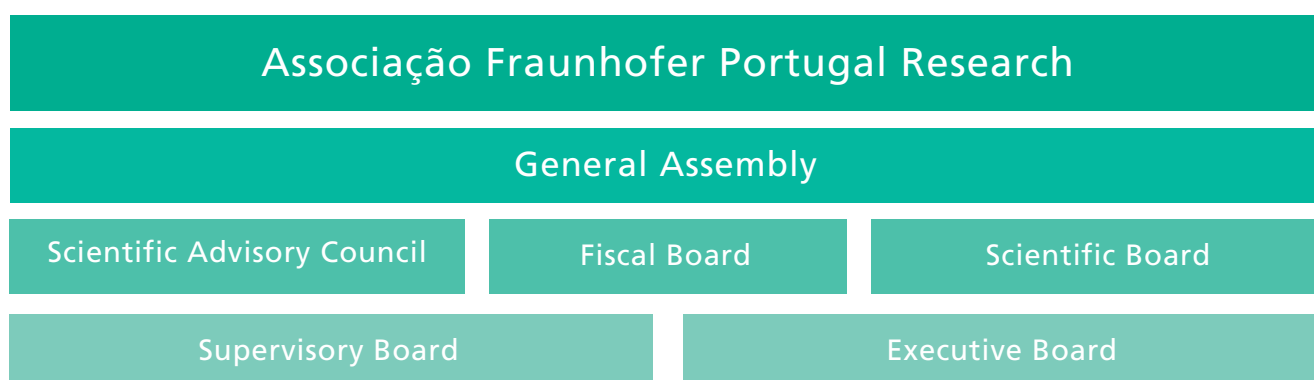 Associação Fraunhofer Portugal Research
General Assembly
Scientific Advisory Council
Fiscal Board
Scientific Board
Supervisory Board
Executive Board